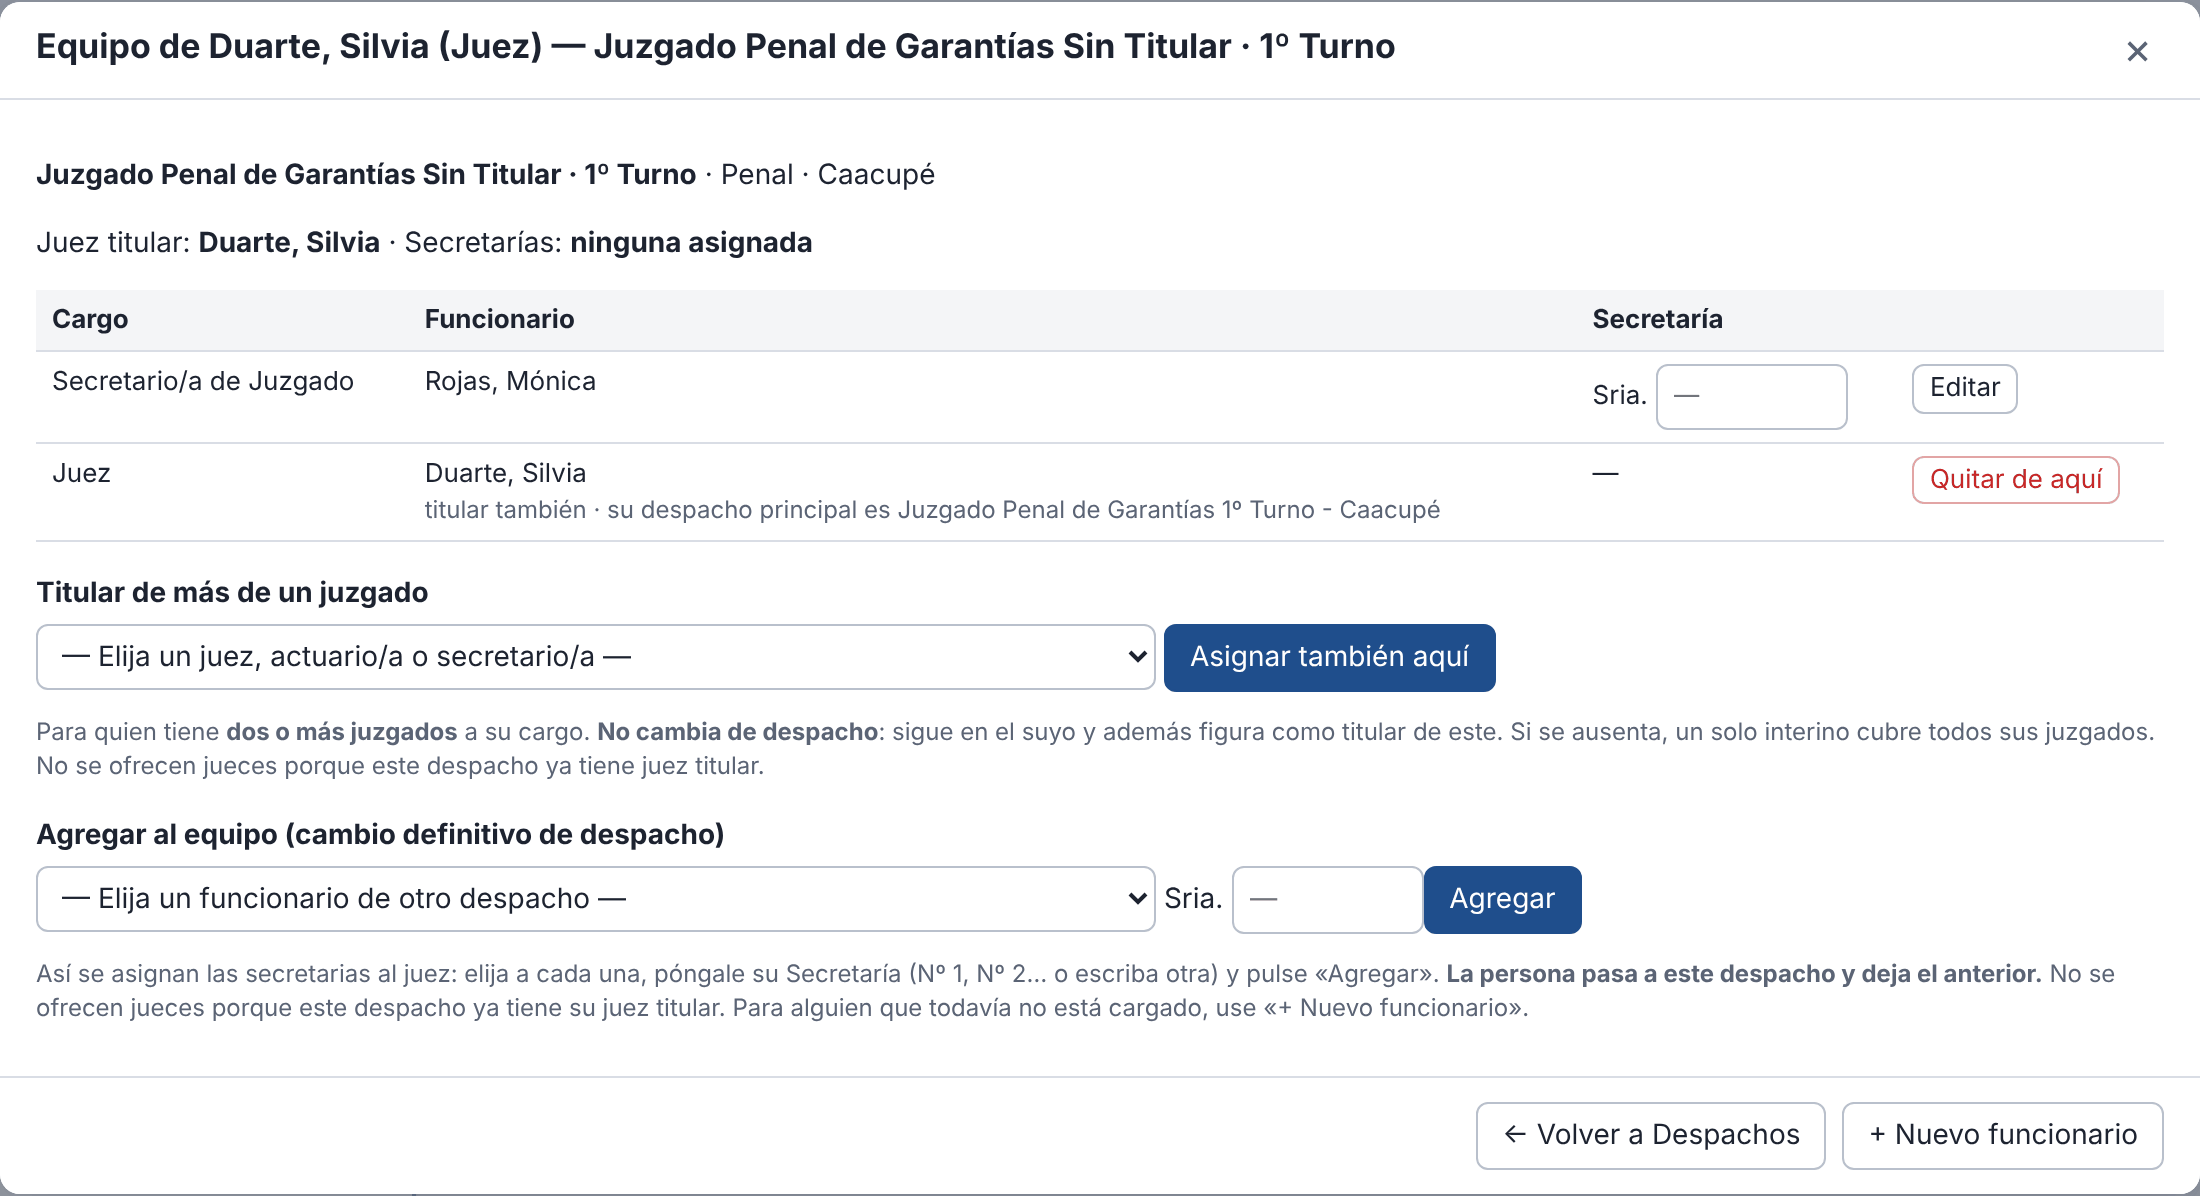 Equipo de Duarte, Silvia (Juez) — Juzgado Penal de Garantías Sin Titular · 1º Turno
×
Juzgado Penal de Garantías Sin Titular · 1º Turno · Penal · Caacupé
Juez titular: Duarte, Silvia · Secretarías: ninguna asignada
Cargo Funcionario Secretaría
Secretario/a de Juzgado Rojas, Mónica Sria. — Editar
Juez Duarte, Silvia — Quitar de aquí
titular también · su despacho principal es Juzgado Penal de Garantías 1º Turno - Caacupé
Titular de más de un juzgado
— Elija un juez, actuario/a o secretario/a — Asignar también aquí
Para quien tiene dos o más juzgados a su cargo. No cambia de despacho: sigue en el suyo y además figura como titular de este. Si se ausenta, un solo interino cubre todos sus juzgados.
No se ofrecen jueces porque este despacho ya tiene juez titular.
Agregar al equipo (cambio definitivo de despacho)
— Elija un funcionario de otro despacho — Sria. — Agregar
Así se asignan las secretarias al juez: elija a cada una, póngale su Secretaría (Nº 1, Nº 2... o escriba otra) y pulse «Agregar». La persona pasa a este despacho y deja el anterior. No se
ofrecen jueces porque este despacho ya tiene su juez titular. Para alguien que todavía no está cargado, use «+ Nuevo funcionario».
← Volver a Despachos + Nuevo funcionario